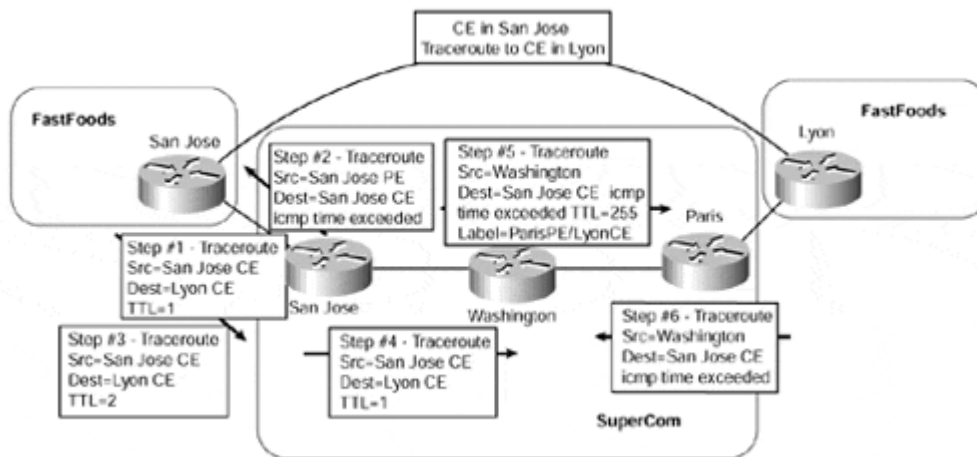 CE in San Jose
Traceroute to CE in Lyon
FastFoods
San Jose
FastFoods
Lyon
Step #2 - Traceroute
Src=San Jose PE
Dest=San Jose CE
icmp time exceeded
Step #5 - Traceroute
Src=Washington
Dest=San Jose CE icmp
time exceeded TTL=255
Label=ParisPE/LyonCE
Paris
Step #1 - Traceroute
Src=San Jose CE
Dest=Lyon CE
TTL=1
San Jose
Washington
Step #3 - Traceroute
Src=San Jose CE
Dest=Lyon CE
TTL=2
Step #4 - Traceroute
Src=San Jose CE
Dest=Lyon CE
TTL=1
Step #6 - Traceroute
Src=Washington
Dest=San Jose CE
icmp time exceeded
SuperCom